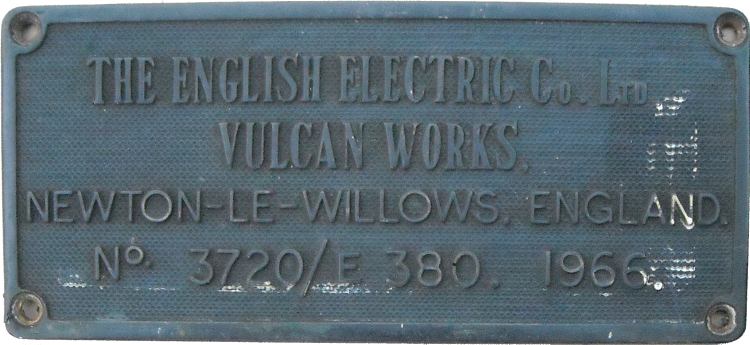 THE ENGLISH ELECTRIC Co. LTD
VULCAN WORKS.
NEWTON-LE-WILLOWS, ENGLAND.
No. 3720/E 380. 1966.